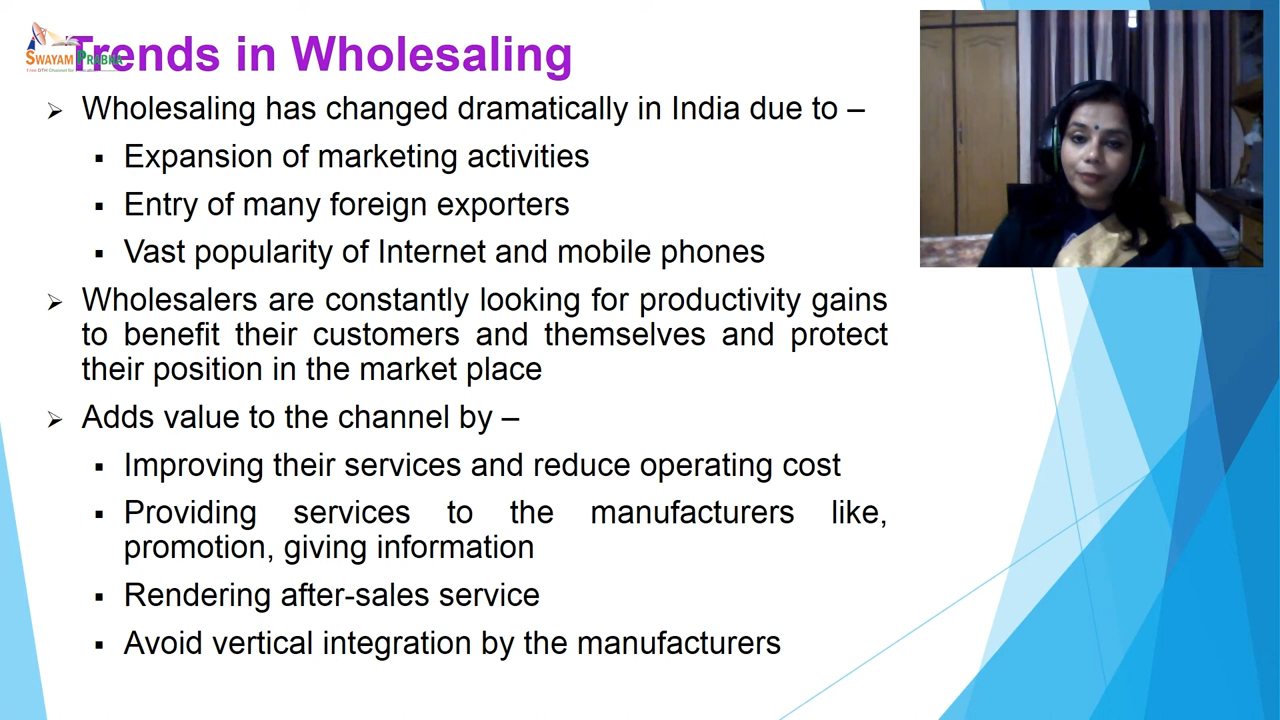 Trends in Wholesaling
SWAYAM PRABHA
➢ Wholesaling has changed dramatically in India due to –
▪ Expansion of marketing activities
▪ Entry of many foreign exporters
▪ Vast popularity of Internet and mobile phones
➢ Wholesalers are constantly looking for productivity gains
to benefit their customers and themselves and protect
their position in the market place
➢ Adds value to the channel by –
▪ Improving their services and reduce operating cost
▪ Providing services to the manufacturers like,
promotion, giving information
▪ Rendering after-sales service
▪ Avoid vertical integration by the manufacturers